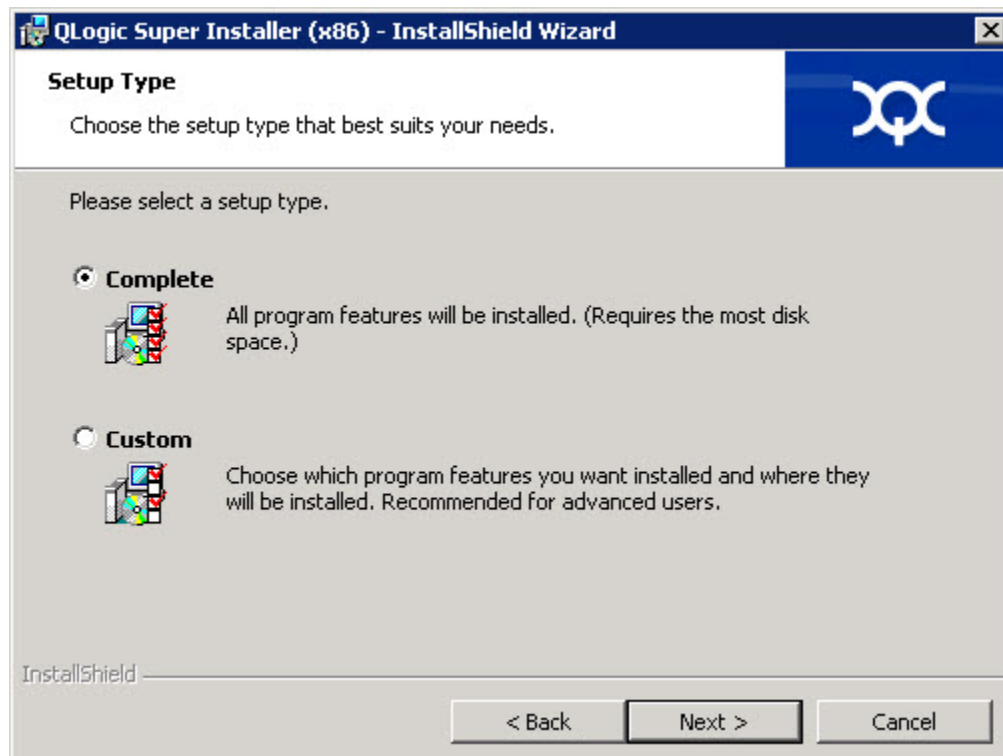 QLogic Super Installer (x86) - InstallShield Wizard
Setup Type
Choose the setup type that best suits your needs.
Please select a setup type.
Complete
All program features will be installed. (Requires the most disk
space.)
Custom
Choose which program features you want installed and where they
will be installed. Recommended for advanced users.
InstallShield
< Back
Next >
Cancel